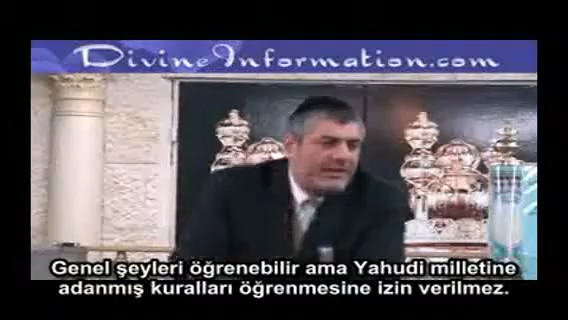 DivineInformation.com
Genel şeyleri öğrenebilir ama Yahudi milletine
adanmış kuralları öğrenmesine izin verilmez.